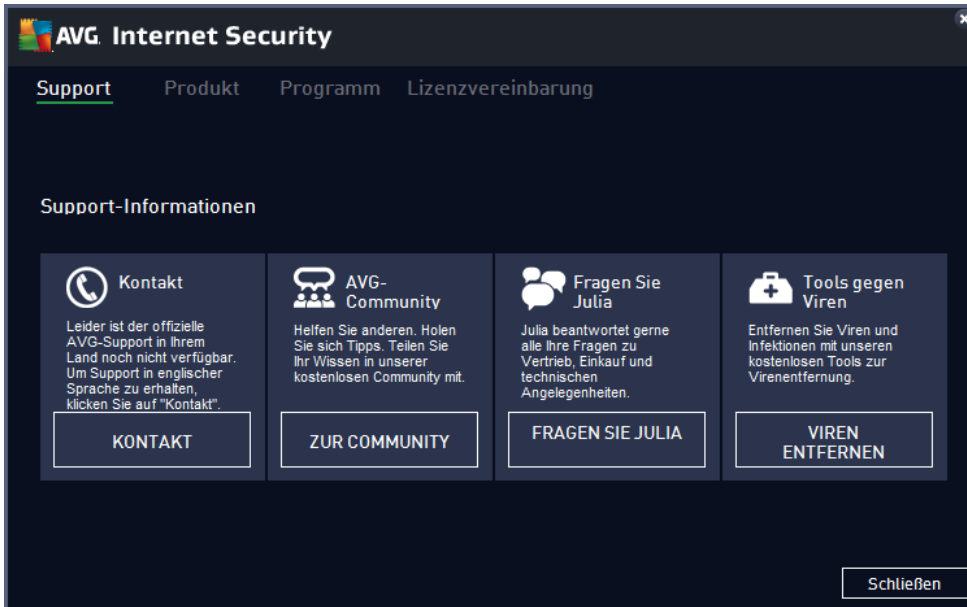 AVG. Internet Security
Support Produkt Programm Lizenzvereinbarung
Support-Informationen
Kontakt
Leider ist der offizielle
AVG-Support in Ihrem
Land noch nicht verfügbar.
Um Support in englischer
Sprache zu erhalten,
klicken Sie auf "Kontakt".
KONTAKT
AVG-
Community
Helfen Sie anderen. Holen
Sie sich Tipps. Teilen Sie
Ihr Wissen in unserer
kostenlosen Community mit.
ZUR COMMUNITY
Fragen Sie
Julia
Julia beantwortet gerne
alle Ihre Fragen zu
Vertrieb, Einkauf und
technischen
Angelegenheiten.
FRAGEN SIE JULIA
Tools gegen
Viren
Entfernen Sie Viren und
Infektionen mit unseren
kostenlosen Tools zur
Virenentfernung.
VIREN
ENTFERNEN
Schließen